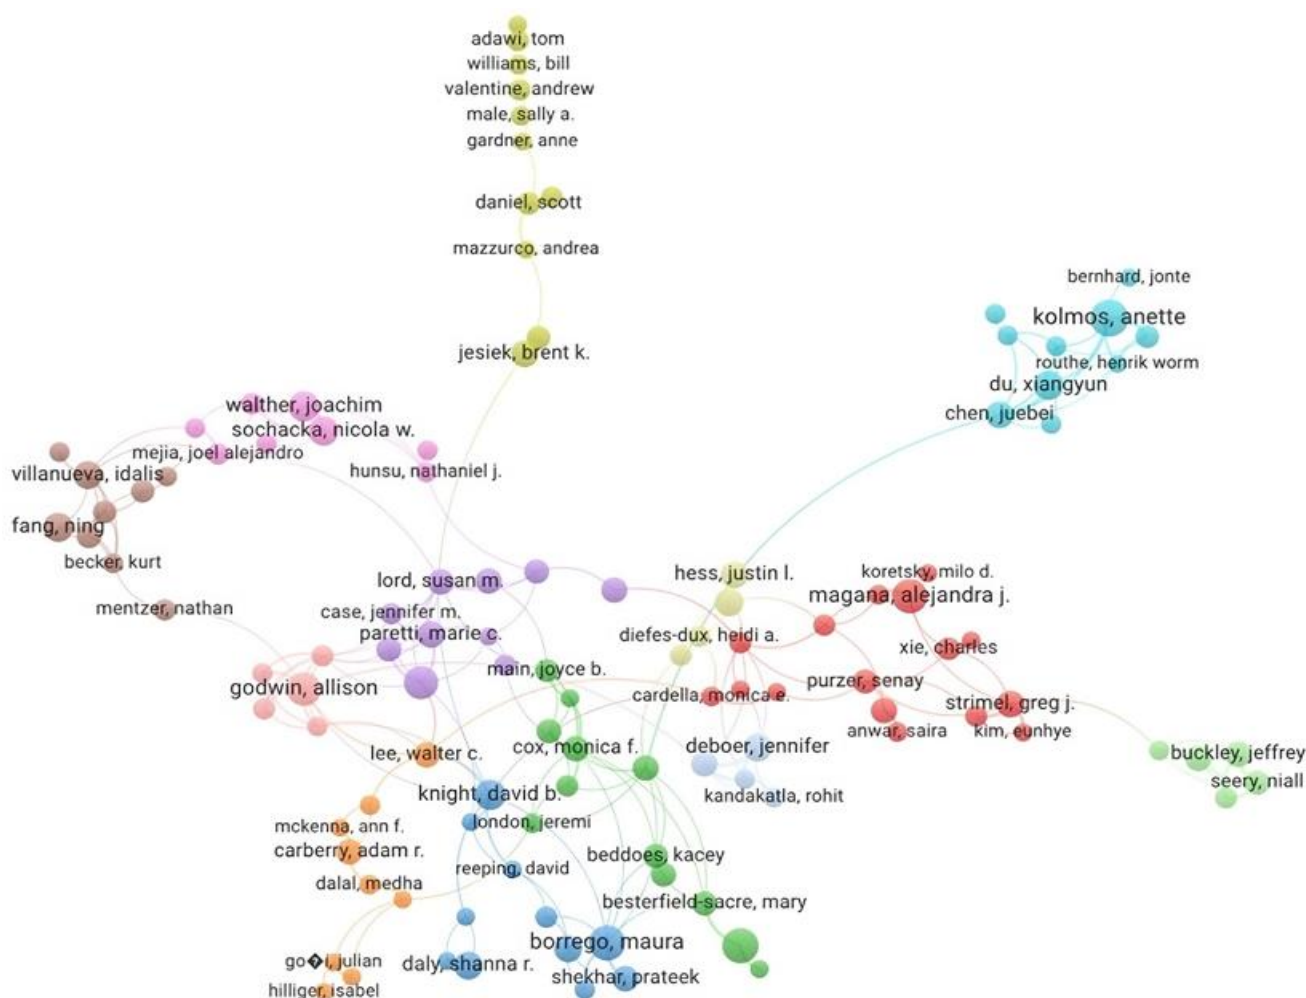 adawi, tom
williams, bill
valentine, andrew
male, sally a.
gardner, anne
daniel, scott
mazzurco, andrea
bernhard, jonte
kolmos, anette
jesiek, brent k.
routhe, henrik worm
du, xiangyun
chen, juebei
walther, joachim
sochacka, nicola w.
mejia, joel alejandro
hunsu, nathaniel j.
villanueva, idalis
fang, ning
becker, kurt
mentzer, nathan
lord, susan m.
hess, justin l.
koretsky, milo d.
magana, alejandra j.
case, jennifer m.
paretti, marie c.
diefes-dux, heidi a.
xie, charles
main, joyce b.
godwin, allison
cardella, monica e.
purzer, senay
strimel, greg j.
anwar, saira
kim, eunhye
lee, walter c.
cox, monica f.
deboer, jennifer
buckley, jeffrey
seery, niall
knight, david b.
kandakatla, rohit
mckenna, ann f.
london, jeremi
carberry, adam r.
reeping, david
beddoes, kacey
dalal, medha
besterfield-sacre, mary
borrego, maura
go�i, julian
daly, shanna r.
shekhar, prateek
hilliger, isabel